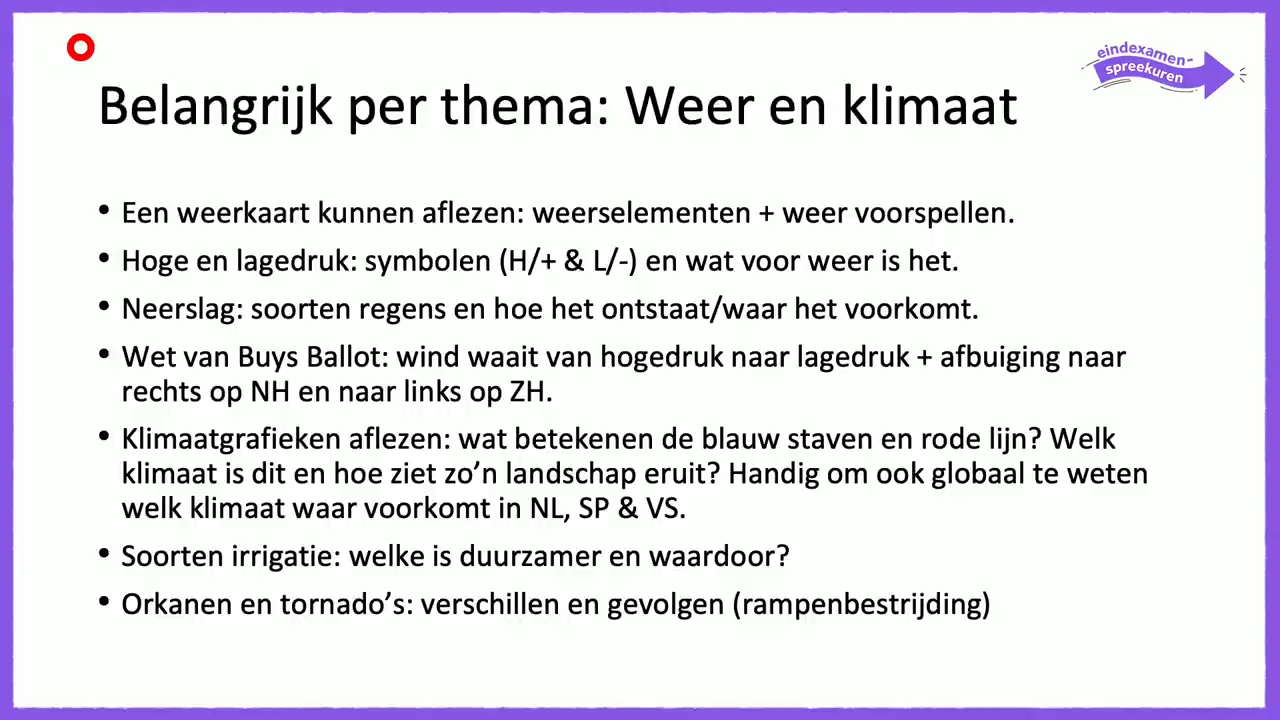 eindexamen-
spreekuren
Belangrijk per thema: Weer en klimaat
• Een weerkaart kunnen aflezen: weerselementen + weer voorspellen.
• Hoge en lagedruk: symbolen (H/+ & L/-) en wat voor weer is het.
• Neerslag: soorten regens en hoe het ontstaat/waar het voorkomt.
• Wet van Buys Ballot: wind waait van hogedruk naar lagedruk + afbuiging naar
rechts op NH en naar links op ZH.
• Klimaatgrafieken aflezen: wat betekenen de blauw staven en rode lijn? Welk
klimaat is dit en hoe ziet zo’n landschap eruit? Handig om ook globaal te weten
welk klimaat waar voorkomt in NL, SP & VS.
• Soorten irrigatie: welke is duurzamer en waardoor?
• Orkanen en tornado’s: verschillen en gevolgen (rampenbestrijding)